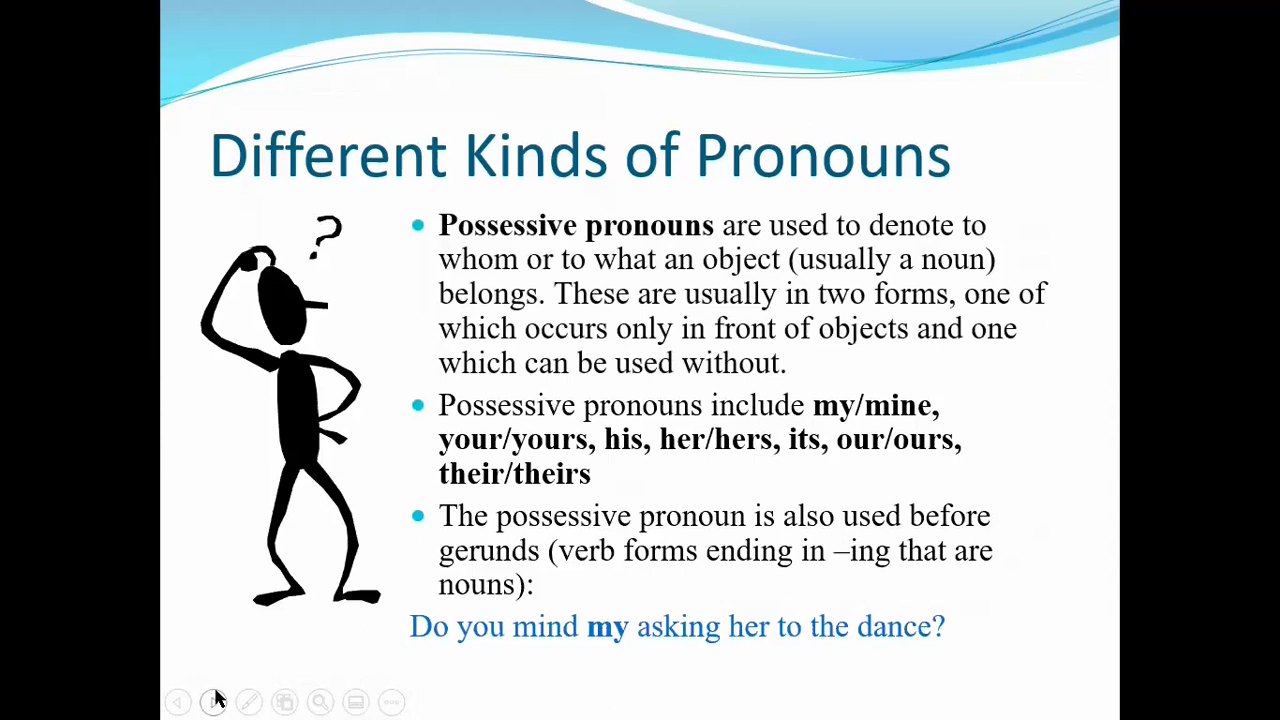 Different Kinds of Pronouns
?
• Possessive pronouns are used to denote to
whom or to what an object (usually a noun)
belongs. These are usually in two forms, one of
which occurs only in front of objects and one
which can be used without.
• Possessive pronouns include my/mine,
your/yours, his, her/hers, its, our/ours,
their/theirs
• The possessive pronoun is also used before
gerunds (verb forms ending in –ing that are
nouns):
Do you mind my asking her to the dance?